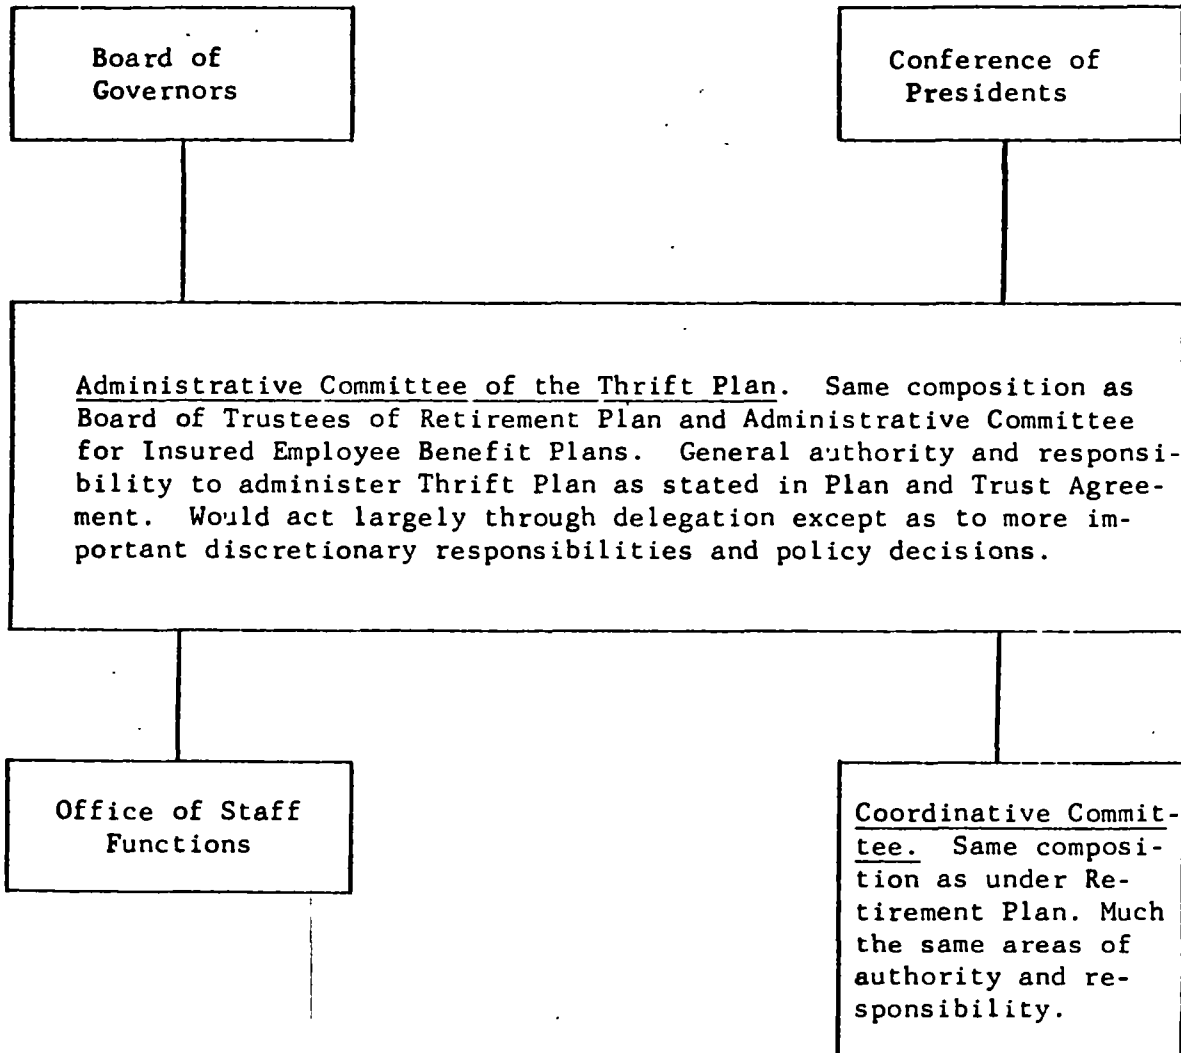 Board of
Governors
Conference of
Presidents
Administrative Committee of the Thrift Plan. Same composition as
Board of Trustees of Retirement Plan and Administrative Committee
for Insured Employee Benefit Plans. General authority and responsi-
bility to administer Thrift Plan as stated in Plan and Trust Agree-
ment. Would act largely through delegation except as to more im-
portant discretionary responsibilities and policy decisions.
Office of Staff
Functions
Coordinative Commit-
tee. Same composi-
tion as under Re-
tirement Plan. Much
the same areas of
authority and re-
sponsibility.